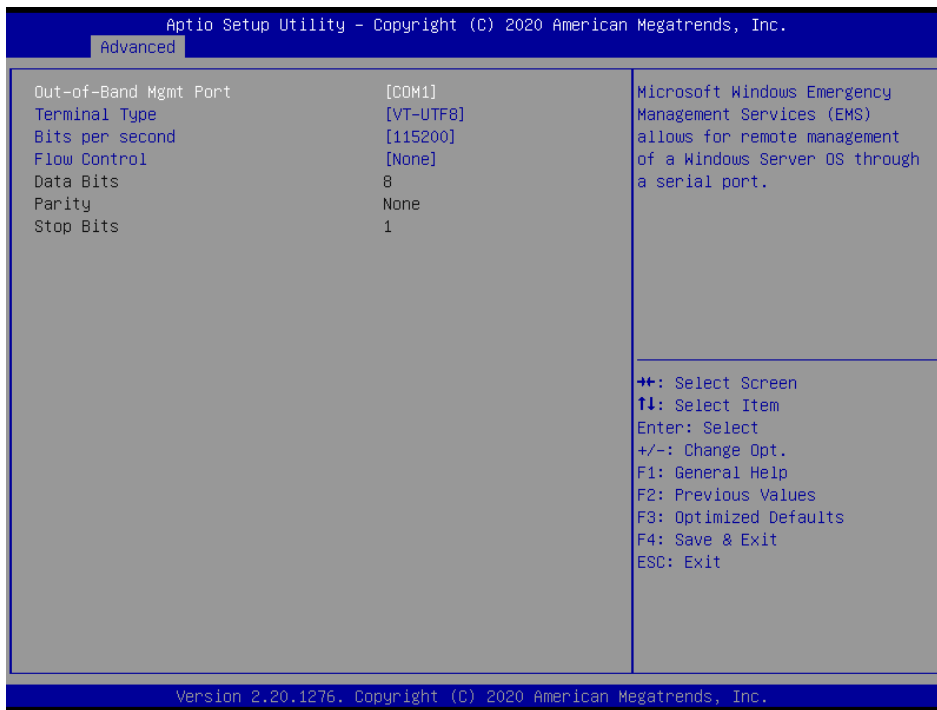 Aptio Setup Utility – Copyright (C) 2020 American Megatrends, Inc.
Advanced
Out-of-Band Mgmt Port [COM1]
Terminal Type [VT-UTF8]
Bits per second [115200]
Flow Control [None]
Data Bits 8
Parity None
Stop Bits 1
Microsoft Windows Emergency
Management Services (EMS)
allows for remote management
of a Windows Server OS through
a serial port.
→←: Select Screen
↑↓: Select Item
Enter: Select
+/-: Change Opt.
F1: General Help
F2: Previous Values
F3: Optimized Defaults
F4: Save & Exit
ESC: Exit
Version 2.20.1276. Copyright (C) 2020 American Megatrends, Inc.